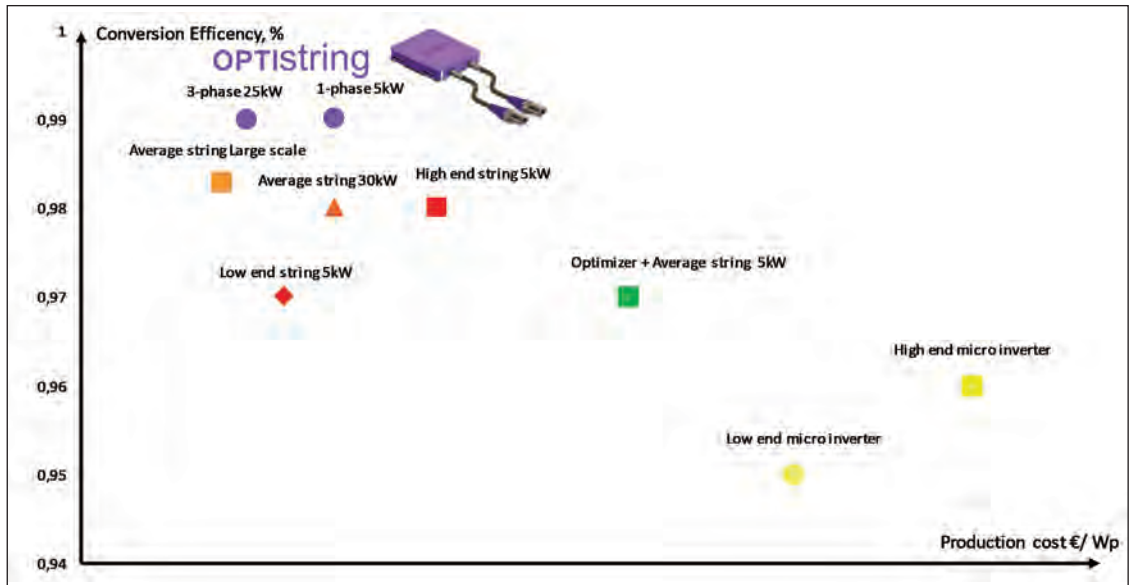 1
Conversion Efficency, %
OPTIstring
3-phase 25kW
1-phase 5kW
0,99
Average string Large scale
Average string 30kW
High end string 5kW
0,98
Low end string 5kW
Optimizer + Average string 5kW
0,97
High end micro inverter
0,96
Low end micro inverter
0,95
Production cost €/ Wp
0,94